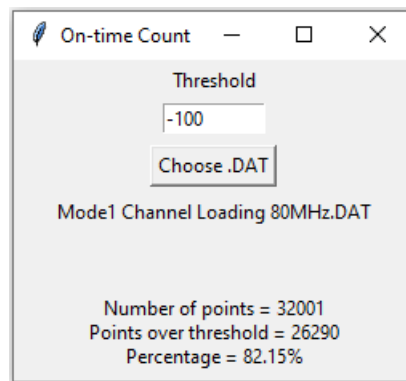 On-time Count
Threshold
-100
Choose .DAT
Mode1 Channel Loading 80MHz.DAT
Number of points = 32001
Points over threshold = 26290
Percentage = 82.15%